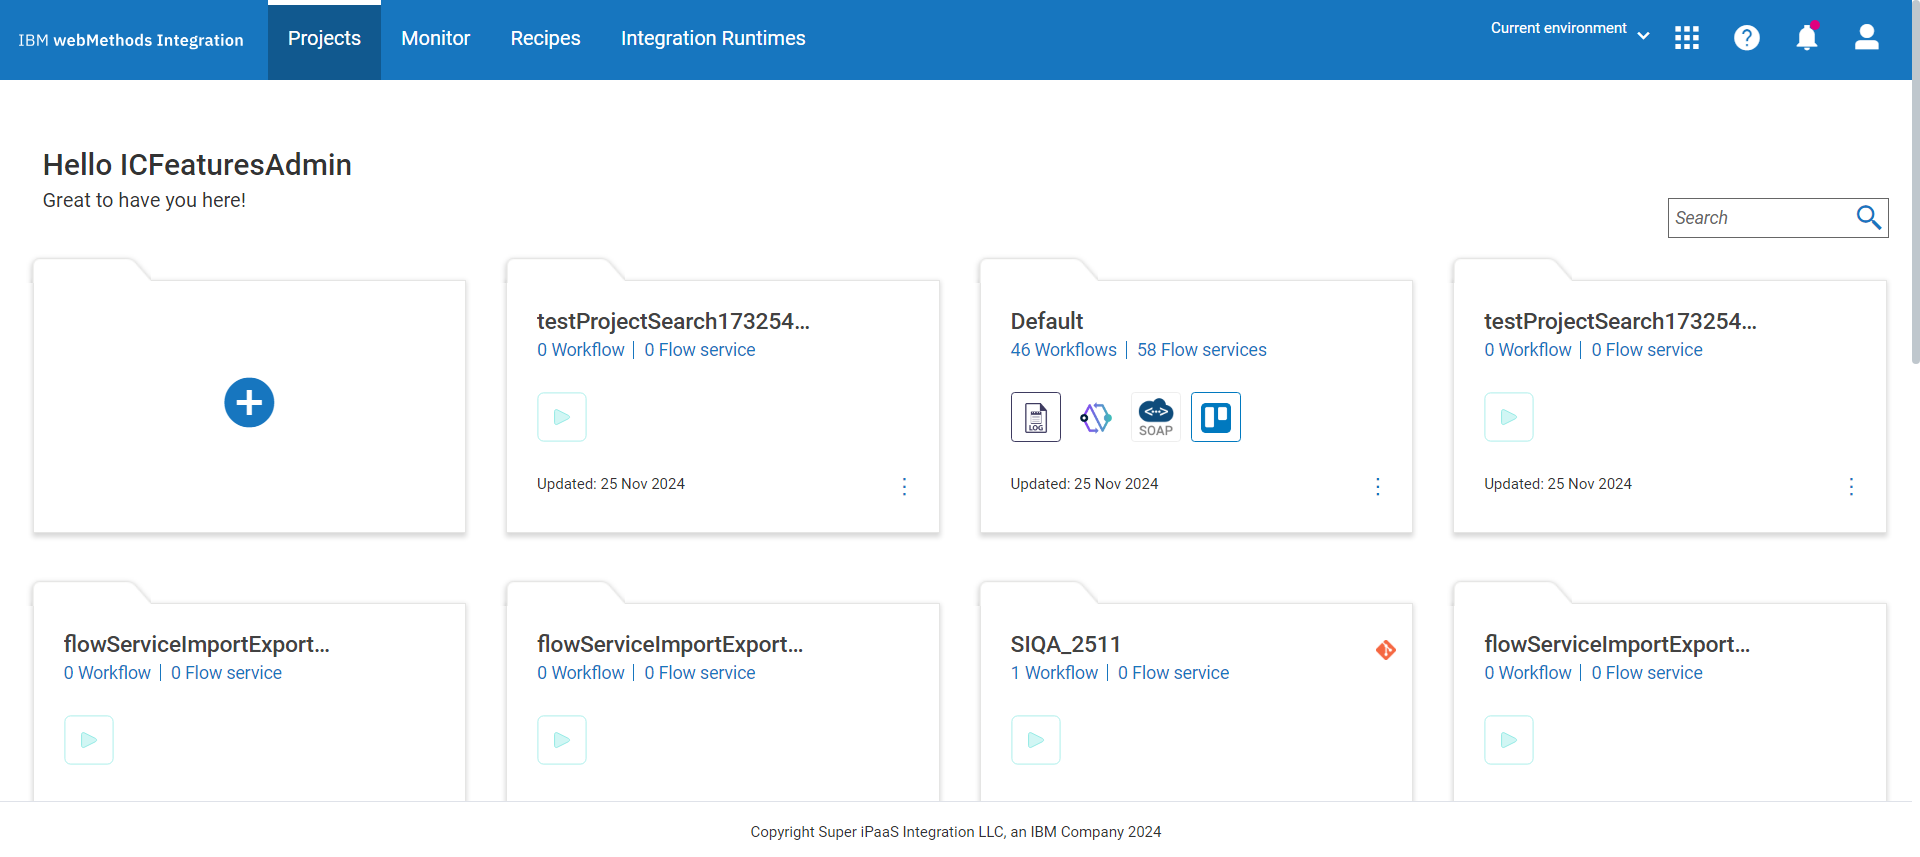 IBM webMethods Integration
Projects
Monitor
Recipes
Integration Runtimes
Current environment
Hello ICFeaturesAdmin
Great to have you here!
Search
testProjectSearch173254...
0 Workflow | 0 Flow service
Updated: 25 Nov 2024
Default
46 Workflows | 58 Flow services
LOG
SOAP
Updated: 25 Nov 2024
testProjectSearch173254...
0 Workflow | 0 Flow service
Updated: 25 Nov 2024
flowServiceImportExport...
0 Workflow | 0 Flow service
flowServiceImportExport...
0 Workflow | 0 Flow service
SIQA_2511
1 Workflow | 0 Flow service
flowServiceImportExport...
0 Workflow | 0 Flow service
Copyright Super iPaaS Integration LLC, an IBM Company 2024